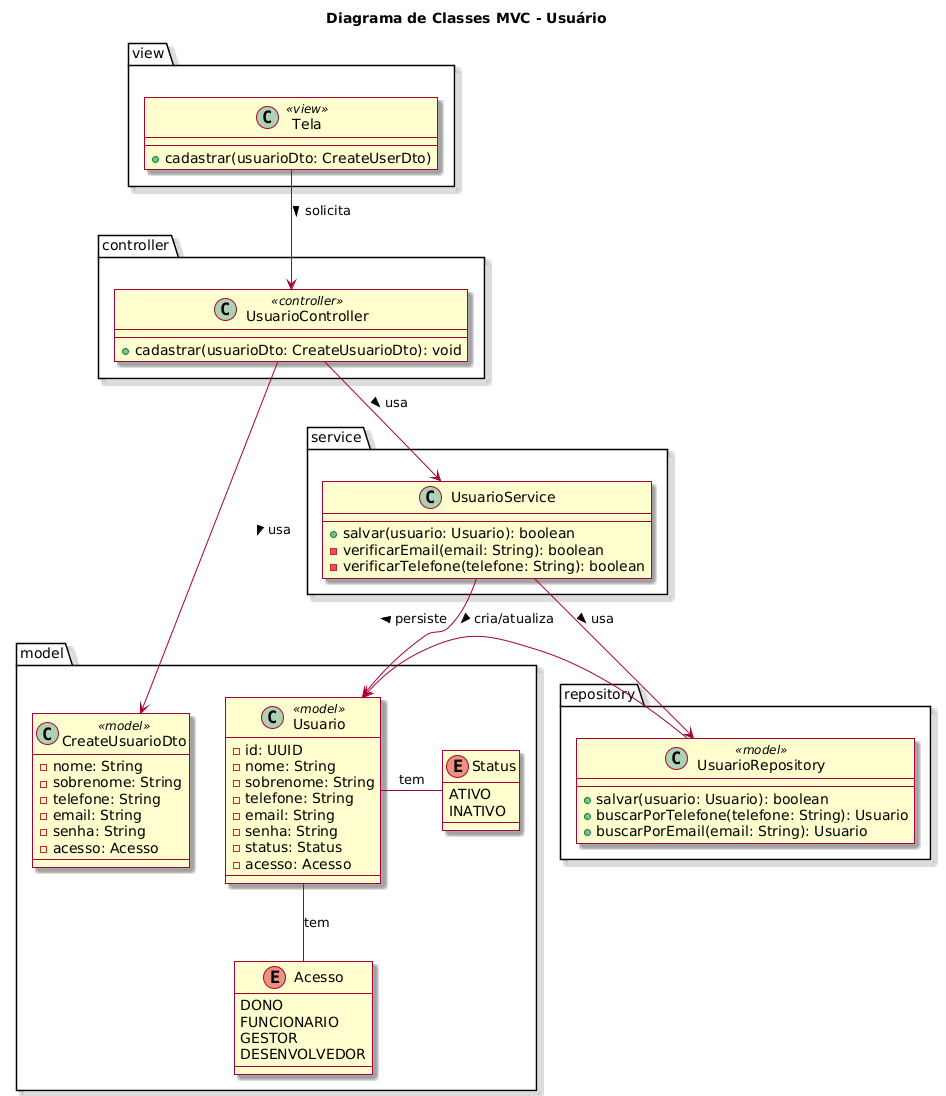 Diagrama de Classes MVC - Usuário
view
C
«view»
Tela
cadastrar(usuarioDto: CreateUserDto)
solicita
controller
C
«controller»
UsuarioController
cadastrar(usuarioDto: CreateUsuarioDto): void
usa
service
C
UsuarioService
salvar(usuario: Usuario): boolean
verificarEmail(email: String): boolean
verificarTelefone(telefone: String): boolean
usa
persiste
cria/atualiza
usa
model
C
«model»
CreateUsuarioDto
nome: String
sobrenome: String
telefone: String
email: String
senha: String
acesso: Acesso
C
«model»
Usuario
id: UUID
nome: String
sobrenome: String
telefone: String
email: String
senha: String
status: Status
acesso: Acesso
tem
E
Status
ATIVO
INATIVO
tem
E
Acesso
DONO
FUNCIONARIO
GESTOR
DESENVOLVEDOR
repository
C
«model»
UsuarioRepository
salvar(usuario: Usuario): boolean
buscarPorTelefone(telefone: String): Usuario
buscarPorEmail(email: String): Usuario